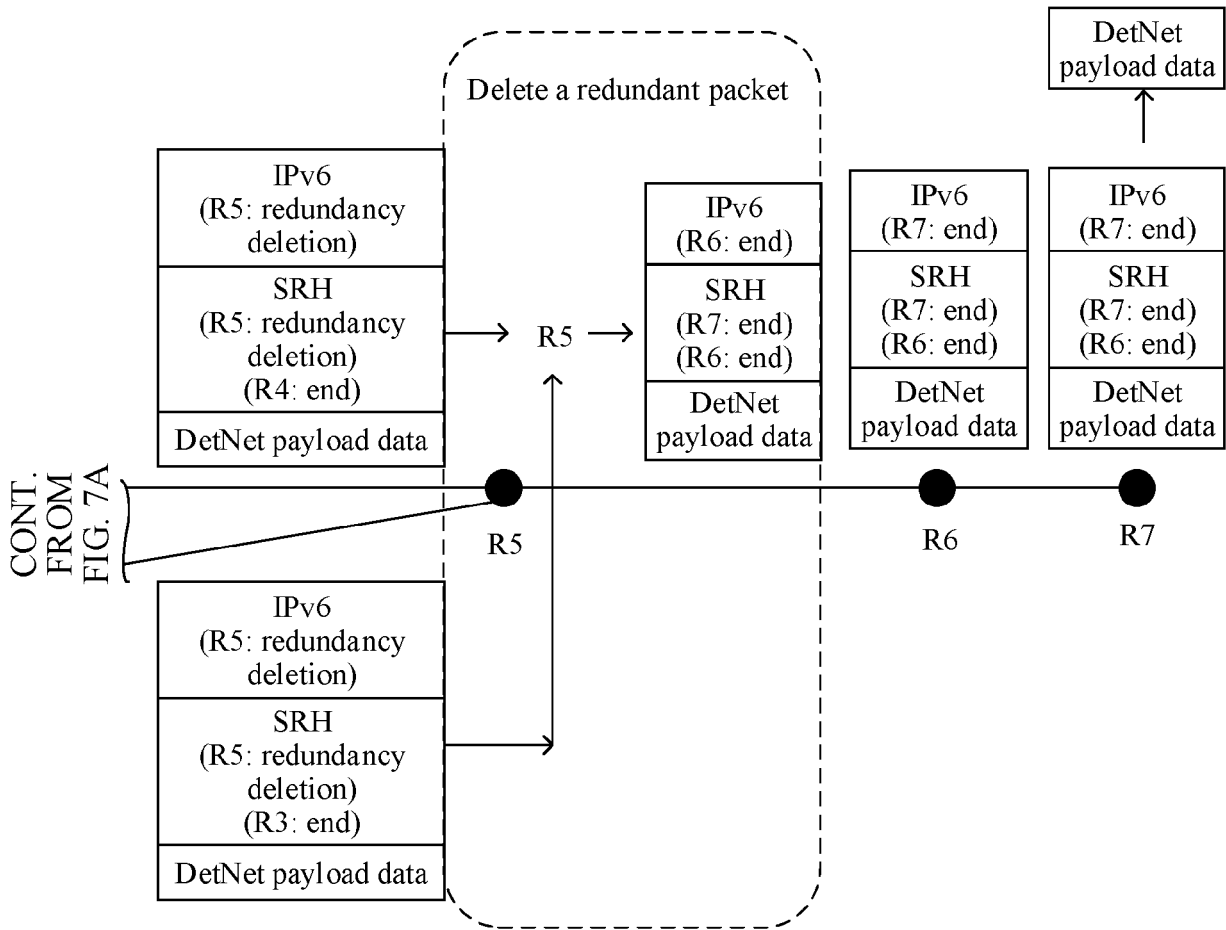 DetNet
payload data
Delete a redundant packet
IPv6
(R5: redundancy
deletion)
SRH
(R5: redundancy
deletion)
(R4: end)
DetNet payload data
R5
IPv6
(R6: end)
SRH
(R7: end)
(R6: end)
DetNet
payload data
IPv6
(R7: end)
SRH
(R7: end)
(R6: end)
DetNet
payload data
IPv6
(R7: end)
SRH
(R7: end)
(R6: end)
DetNet
payload data
CONT.
FROM
FIG. 7A
R5
R6
R7
IPv6
(R5: redundancy
deletion)
SRH
(R5: redundancy
deletion)
(R3: end)
DetNet payload data